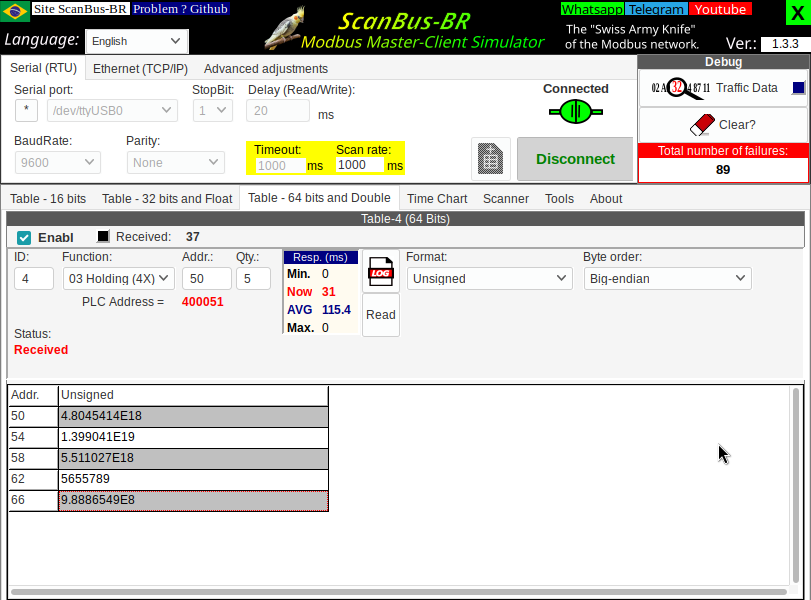 Site ScanBus-BR Problem ? Github
Language: English
ScanBus-BR
Modbus Master-Client Simulator
Whatsapp Telegram Youtube
The "Swiss Army Knife"
of the Modbus network.
X
Ver.: 1.3.3
Serial (RTU) Ethernet (TCP/IP) Advanced adjustments
Serial port: StopBit: Delay (Read/Write):
* /dev/ttyUSB0 1 20 ms
BaudRate: Parity:
9600 None
Timeout: Scan rate:
1000 ms 1000 ms
Connected
Disconnect
Debug
Traffic Data
Clear?
Total number of failures:
89
Table - 16 bits Table - 32 bits and Float Table - 64 bits and Double Time Chart Scanner Tools About
Table-4 (64 Bits)
Enabl Received: 37
ID: Function: Addr.: Qty.:
4 03 Holding (4X) 50 5
PLC Address = 400051
Status:
Received
Resp. (ms)
Min. 0
Now 31
AVG 115.4
Max. 0
LOG
Read
Format: Byte order:
Unsigned Big-endian
Addr. Unsigned
50 4.8045414E18
54 1.399041E19
58 5.511027E18
62 5655789
66 9.8886549E8